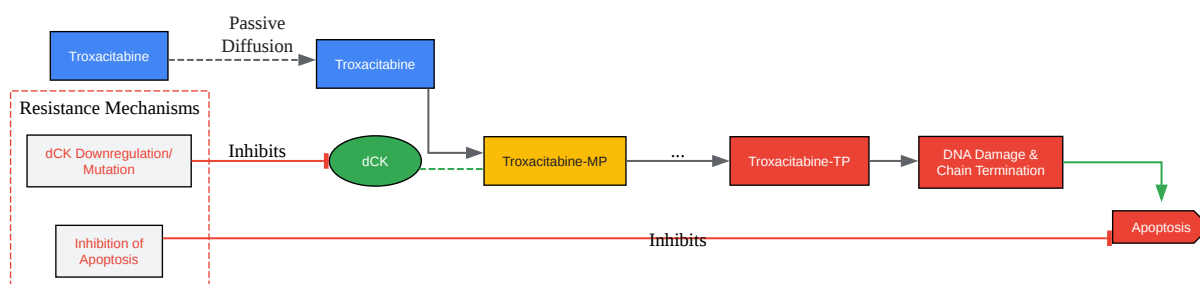 Passive
Diffusion
Troxacitabine
Troxacitabine
Resistance Mechanisms
dCK Downregulation/
Mutation
Inhibits
dCK
Troxacitabine-MP
...
Troxacitabine-TP
DNA Damage &
Chain Termination
Inhibition of
Apoptosis
Inhibits
Apoptosis